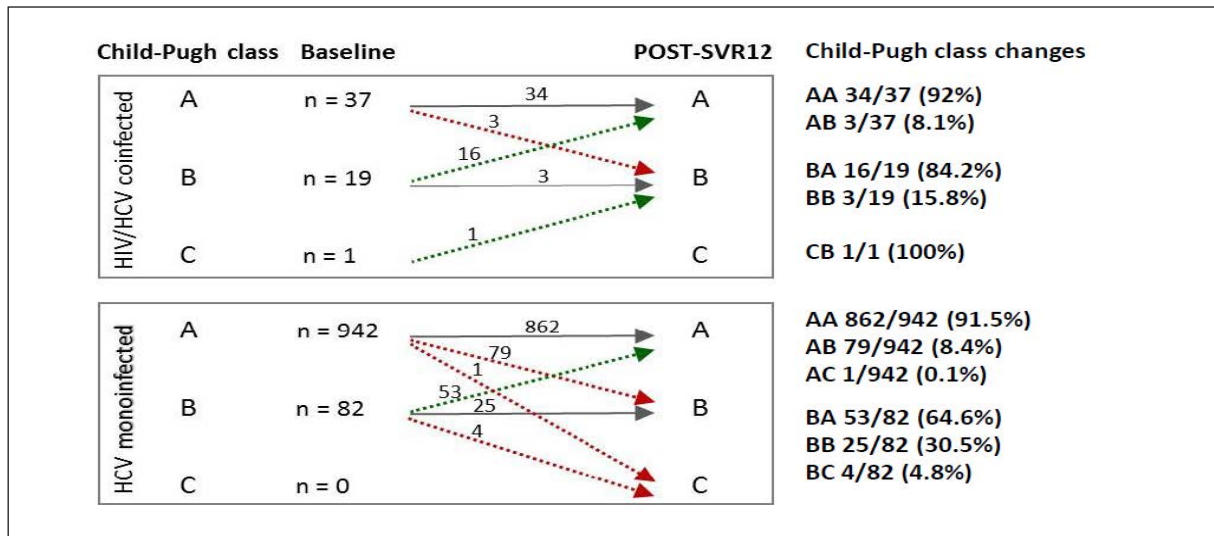 Child-Pugh class Baseline POST-SVR12 Child-Pugh class changes
HIV/HCV coinfected
A n = 37 34 A
3
16
B n = 19 3 B
1
C n = 1 C
AA 34/37 (92%)
AB 3/37 (8.1%)
BA 16/19 (84.2%)
BB 3/19 (15.8%)
CB 1/1 (100%)
HCV monoinfected
A n = 942 862 A
79
1
53
B n = 82 25 B
4
C n = 0 C
AA 862/942 (91.5%)
AB 79/942 (8.4%)
AC 1/942 (0.1%)
BA 53/82 (64.6%)
BB 25/82 (30.5%)
BC 4/82 (4.8%)